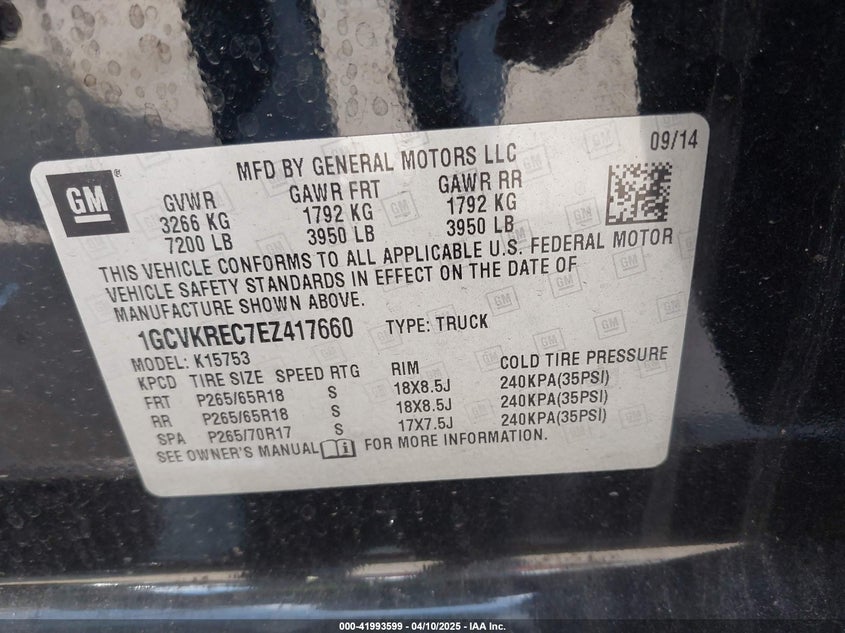 GM
®
MFD BY GENERAL MOTORS LLC
09/14
GVWR GAWR FRT GAWR RR
3266 KG 1792 KG 1792 KG
7200 LB 3950 LB 3950 LB
THIS VEHICLE CONFORMS TO ALL APPLICABLE U.S. FEDERAL MOTOR
VEHICLE SAFETY STANDARDS IN EFFECT ON THE DATE OF
MANUFACTURE SHOWN ABOVE.
1GCVKREC7EZ417660 TYPE: TRUCK
MODEL: K15753
KPCD TIRE SIZE SPEED RTG RIM COLD TIRE PRESSURE
FRT P265/65R18 S 18X8.5J 240KPA(35PSI)
RR P265/65R18 S 18X8.5J 240KPA(35PSI)
SPA P265/70R17 S 17X7.5J 240KPA(35PSI)
SEE OWNER'S MANUAL FOR MORE INFORMATION.
000-41993599 - 04/10/2025 - IAA Inc.